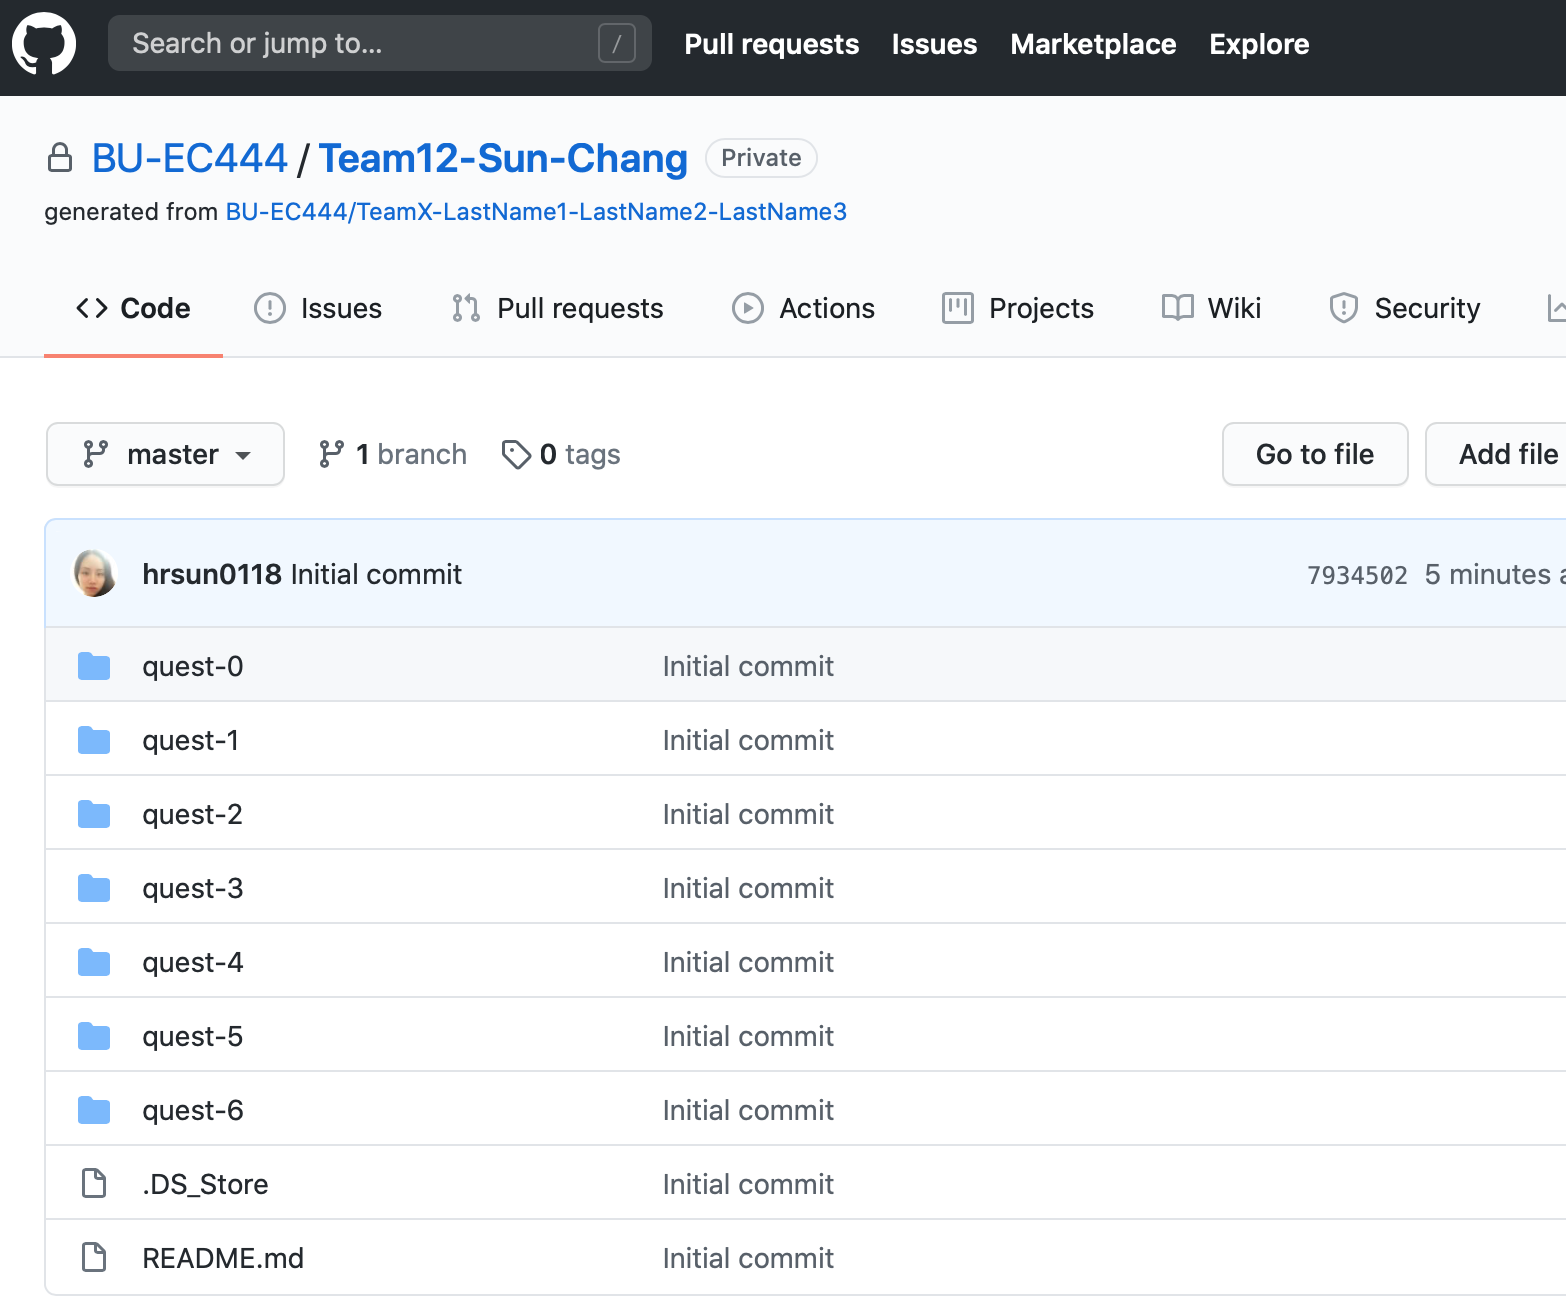 Search or jump to... / Pull requests Issues Marketplace Explore
BU-EC444 / Team12-Sun-Chang Private
generated from BU-EC444/TeamX-LastName1-LastName2-LastName3
Code Issues Pull requests Actions Projects Wiki Security
master 1 branch 0 tags Go to file Add file
hrsun0118 Initial commit 7934502 5 minutes a
quest-0 Initial commit
quest-1 Initial commit
quest-2 Initial commit
quest-3 Initial commit
quest-4 Initial commit
quest-5 Initial commit
quest-6 Initial commit
.DS_Store Initial commit
README.md Initial commit